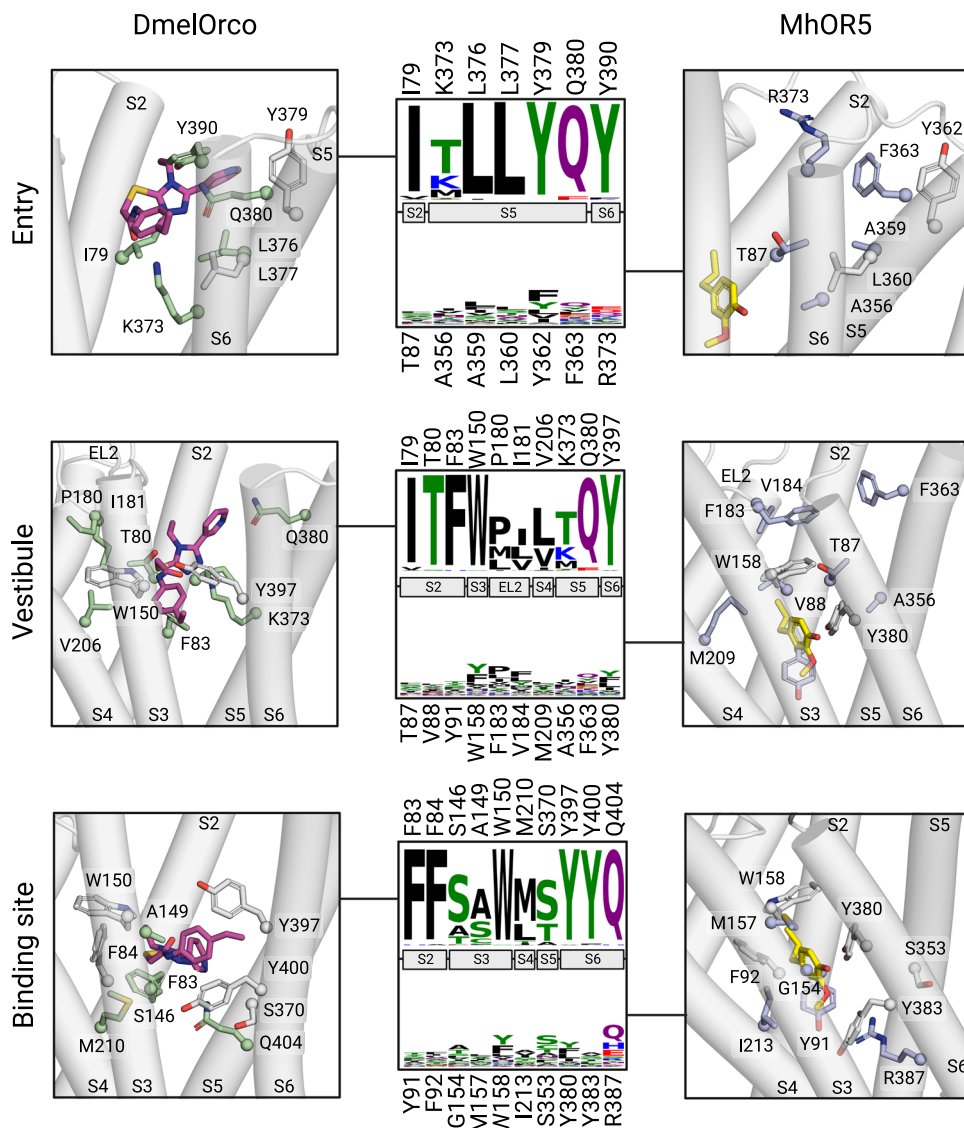 DmelOrco
MhOR5
Entry
S2
Y390
Y379
S5
Q380
I79
L376
L377
K373
S6
I79
K373
L376
L377
Y379
Q380
Y390
I T L L Y Q Y
K
M
S2
S5
S6
T87
A356
A359
L360
Y362
F363
R373
R373
S2
Y362
F363
A359
T87
L360
A356
S6
S5
Vestibule
EL2
S2
P180
I181
T80
Q380
Y397
W150
K373
V206
F83
S4
S3
S5
S6
I79
T80
F83
W150
P180
I181
V206
K373
Q380
Y397
I T F W P I L T Q Y
M L V K
S2
S3
EL2
S4
S5
S6
T87
V88
Y91
W158
F183
V184
M209
A356
F363
Y380
S2
EL2
V184
F363
F183
W158
T87
V88
A356
Y380
M209
S4
S3
S5
S6
Binding site
S2
W150
A149
Y397
F84
Y400
F83
S370
S146
Q404
M210
S4
S3
S5
S6
F83
F84
S146
A149
W150
M210
S370
Y397
Y400
Q404
F F S A W M S Y Y Q
A S L T
S2
S3
S4
S5
S6
Y91
F92
G154
M157
W158
I213
S353
Y380
Y383
R387
S2
S5
W158
Y380
M157
S353
F92
G154
Y383
I213
Y91
R387
S4
S3
S6